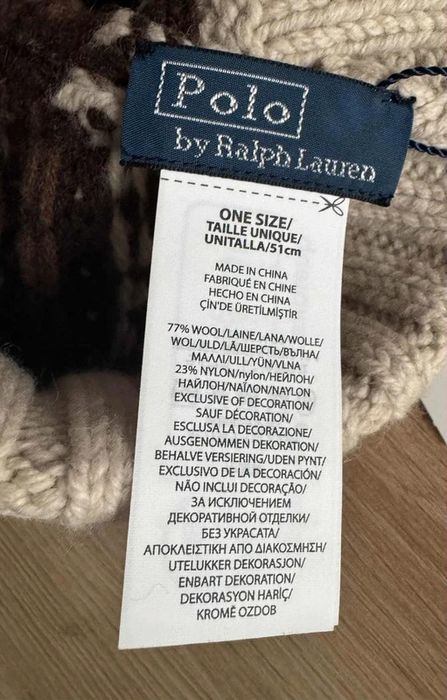 Polo
by Ralph Lauren
ONE SIZE/
TAILLE UNIQUE/
UNITALLA/51cm
MADE IN CHINA
FABRIQUÉ EN CHINE
HECHO EN CHINA
ÇİN'DE ÜRETİLMİŞTİR
77% WOOL/LAINE/LANA/WOLLE/
WOL/ULD/LÃ/ШЕРСТЬ/ВЪЛНА/
ΜΑΛΛΙ/ULL/YÜN/VLNA
23% NYLON/nylon/НЕЙЛОН/
НАЙЛОН/ΝΑΪΛΟΝ/NAYLON
EXCLUSIVE OF DECORATION/
SAUF DÉCORATION/
ESCLUSA LA DECORAZIONE/
AUSGENOMMEN DEKORATION/
BEHALVE VERSIERING/UDEN PYNT/
EXCLUSIVO DE LA DECORACIÓN/
NÃO INCLUI DECORAÇÃO/
ЗА ИСКЛЮЧЕНИЕМ
ДЕКОРАТИВНОЙ ОТДЕЛКИ/
БЕЗ УКРАСАТА/
ΑΠΟΚΛΕΙΣΤΙΚΗ ΑΠΟ ΔΙΑΚΟΣΜΗΣΗ/
UTELUKKER DEKORASJON/
ENBART DEKORATION/
DEKORASYON HARİÇ/
KROMĚ OZDOB